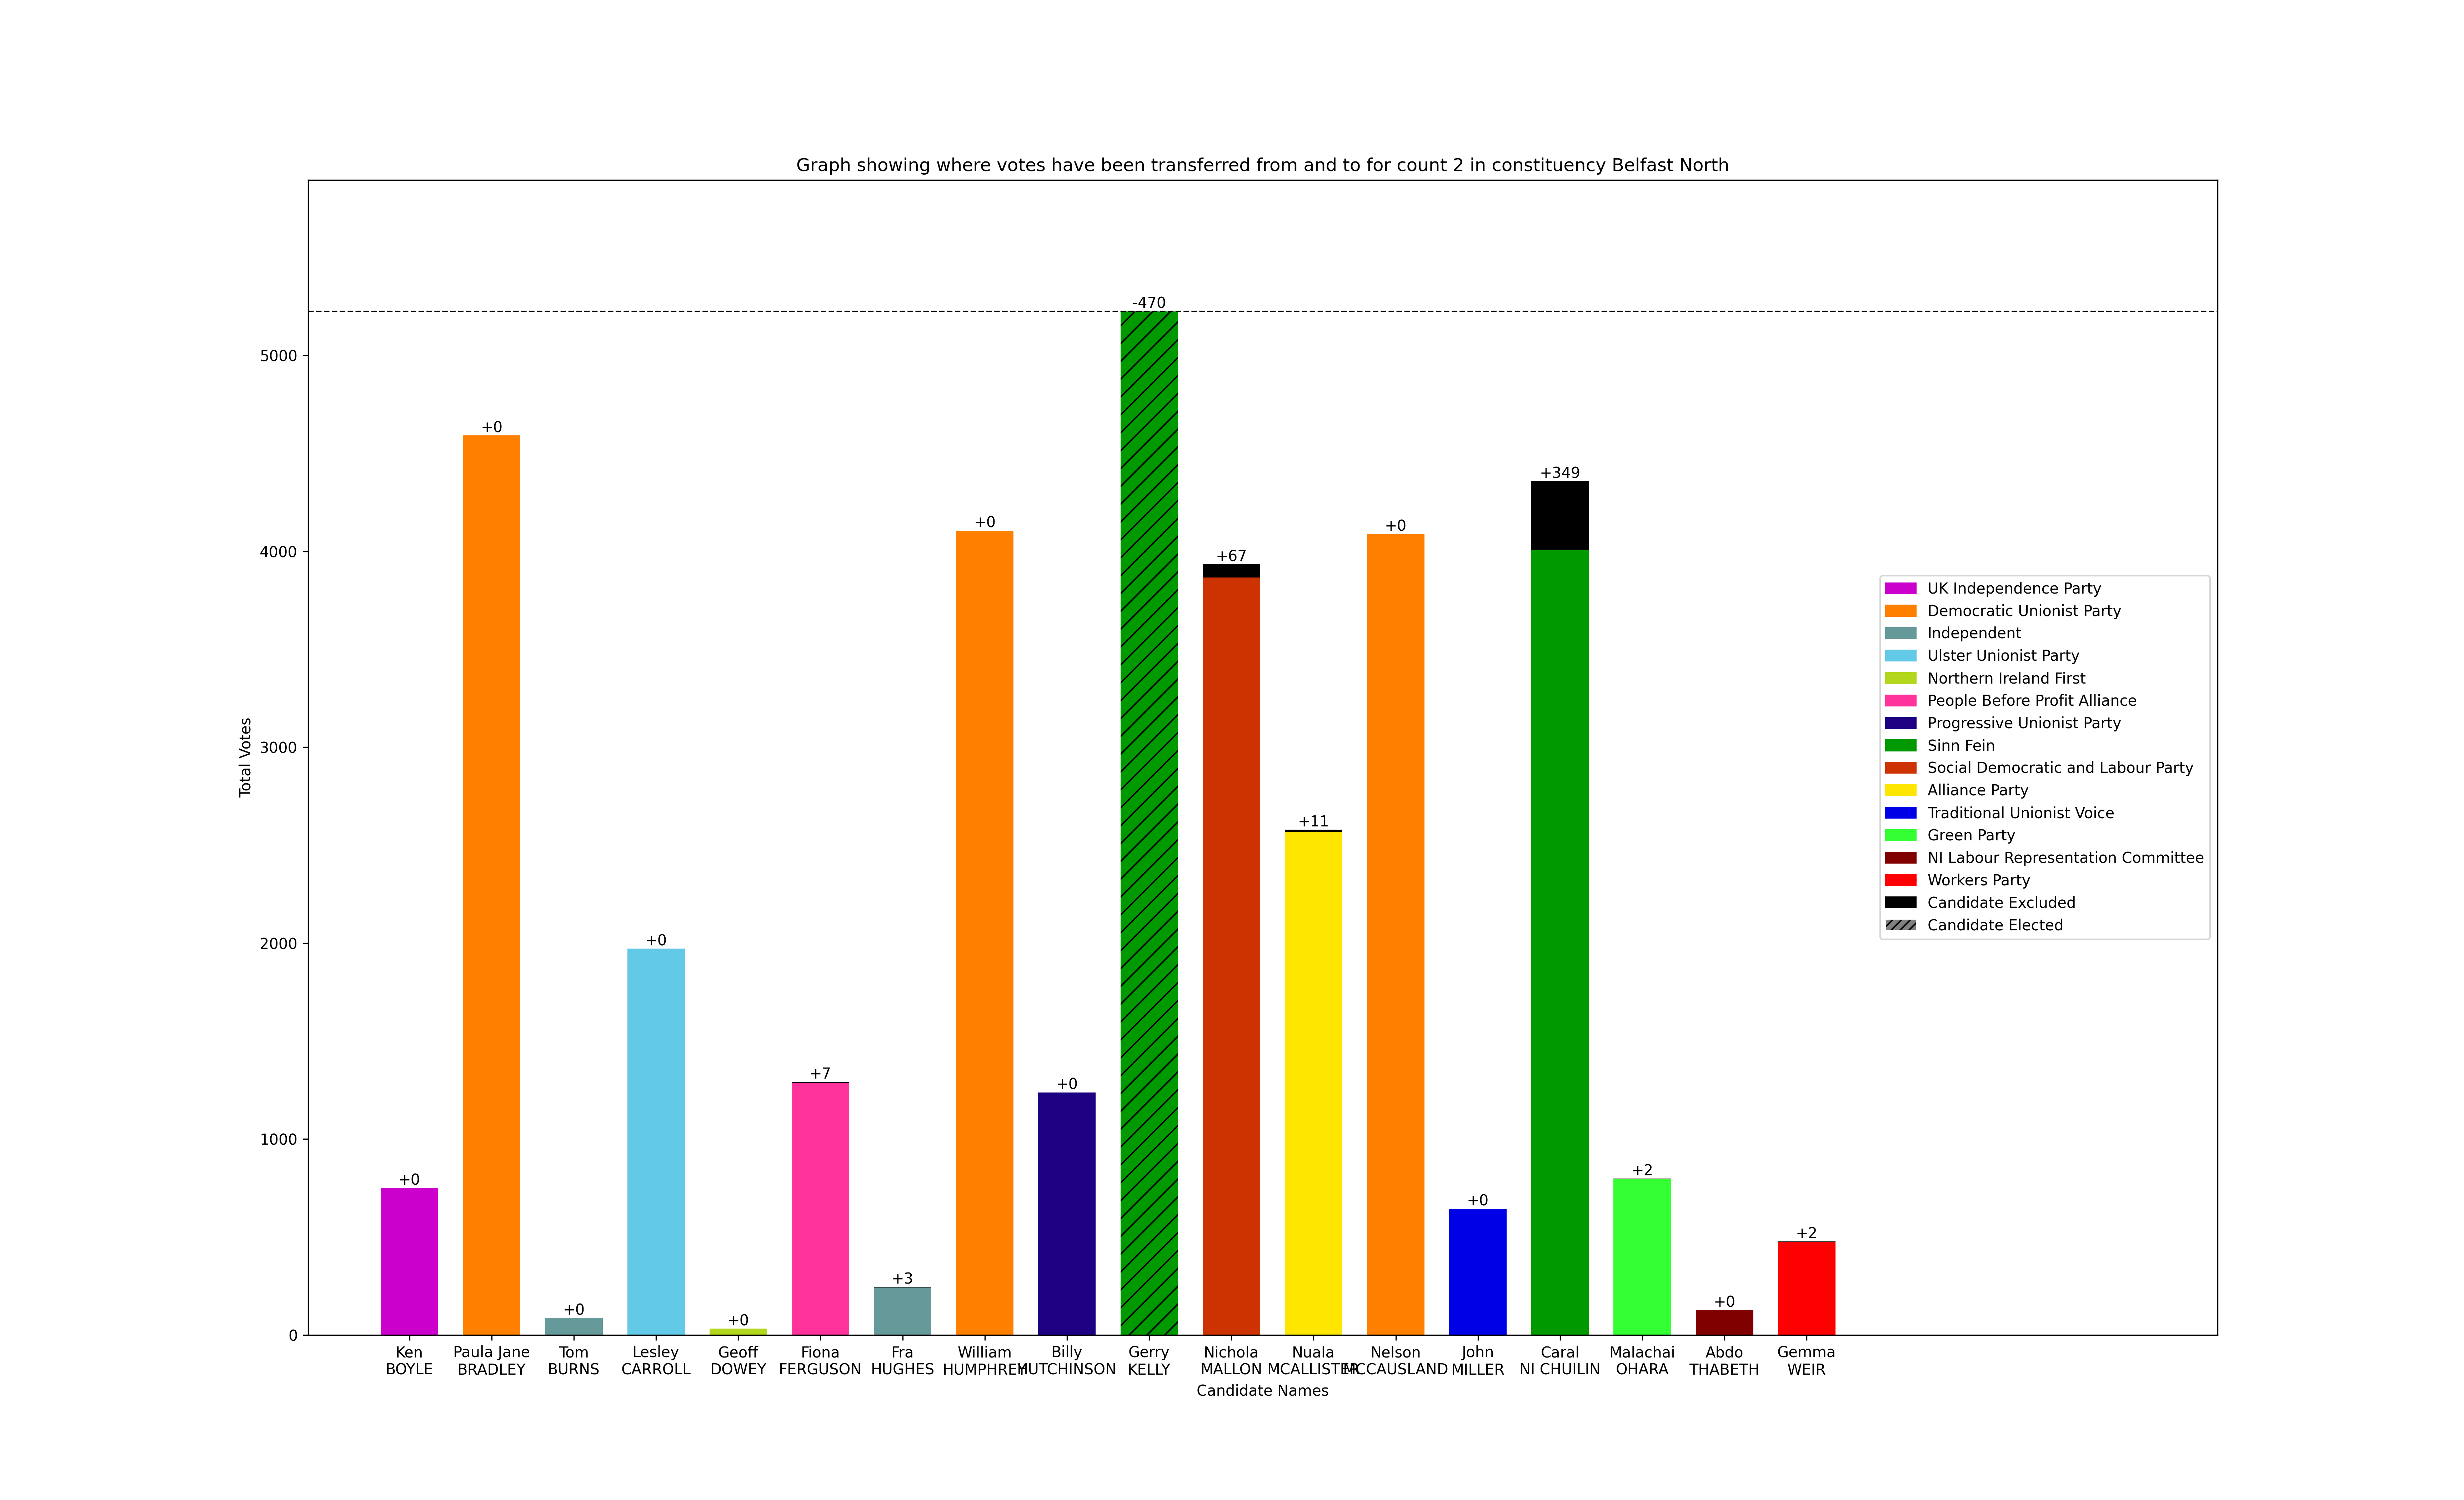 Graph showing where votes have been transferred from and to for count 2 in constituency Belfast North
-470
+0
+349
+0
+0
+67
+11
+0
+7
+0
+0
+3
+0
+0
+0
+2
+0
+2
5000
4000
3000
2000
1000
0
Total Votes
UK Independence Party
Democratic Unionist Party
Independent
Ulster Unionist Party
Northern Ireland First
People Before Profit Alliance
Progressive Unionist Party
Sinn Fein
Social Democratic and Labour Party
Alliance Party
Traditional Unionist Voice
Green Party
NI Labour Representation Committee
Workers Party
Candidate Excluded
Candidate Elected
Ken
BOYLE
Paula Jane
BRADLEY
Tom
BURNS
Lesley
CARROLL
Geoff
DOWEY
Fiona
FERGUSON
Fra
HUGHES
William
HUMPHREY
Billy
HUTCHINSON
Gerry
KELLY
Nichola
MALLON
Nuala
MCALLISTER
Nelson
MCCAUSLAND
John
MILLER
Caral
NI CHUILIN
Malachai
OHARA
Abdo
THABETH
Gemma
WEIR
Candidate Names